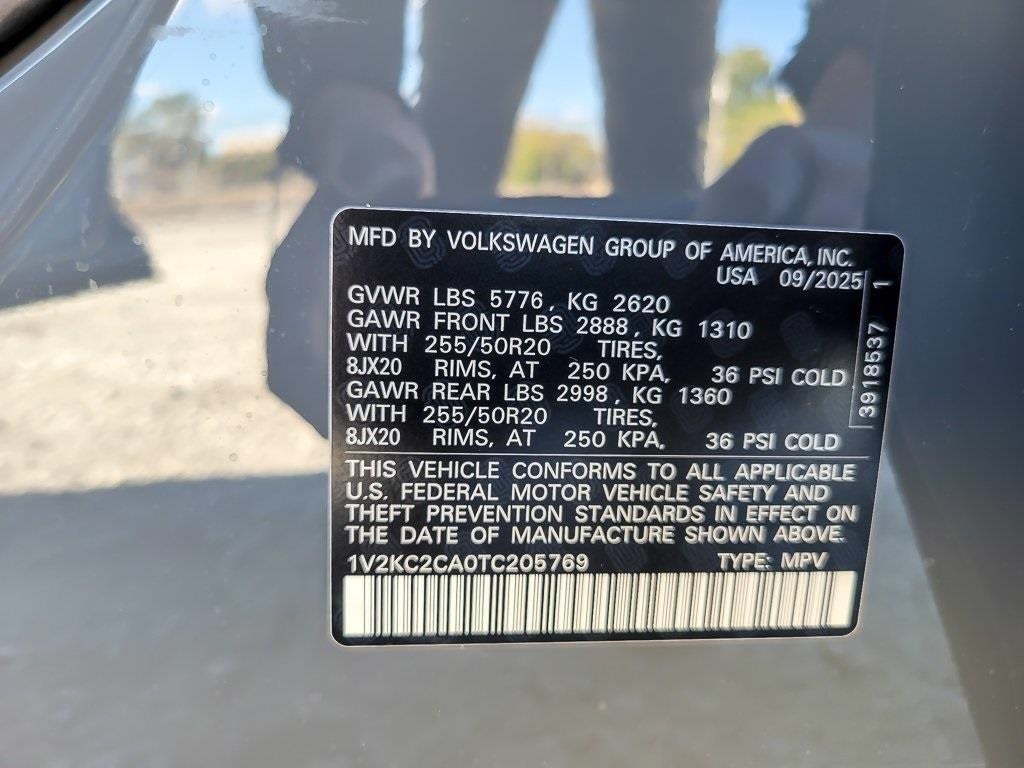 MFD BY VOLKSWAGEN GROUP OF AMERICA, INC.
USA 09/2025
GVWR LBS 5776, KG 2620
GAWR FRONT LBS 2888, KG 1310
WITH 255/50R20 TIRES,
8JX20 RIMS, AT 250 KPA, 36 PSI COLD
GAWR REAR LBS 2998, KG 1360
WITH 255/50R20 TIRES,
8JX20 RIMS, AT 250 KPA, 36 PSI COLD
3918537 1
THIS VEHICLE CONFORMS TO ALL APPLICABLE
U.S. FEDERAL MOTOR VEHICLE SAFETY AND
THEFT PREVENTION STANDARDS IN EFFECT ON
THE DATE OF MANUFACTURE SHOWN ABOVE.
1V2KC2CA0TC205769 TYPE: MPV